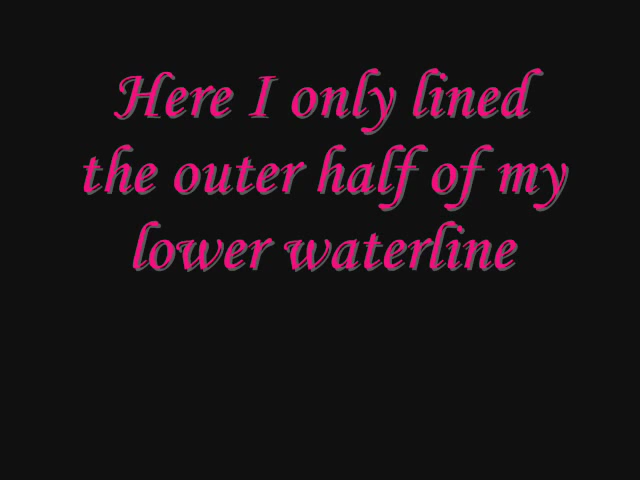 Here I only lined
the outer half of my
lower waterline